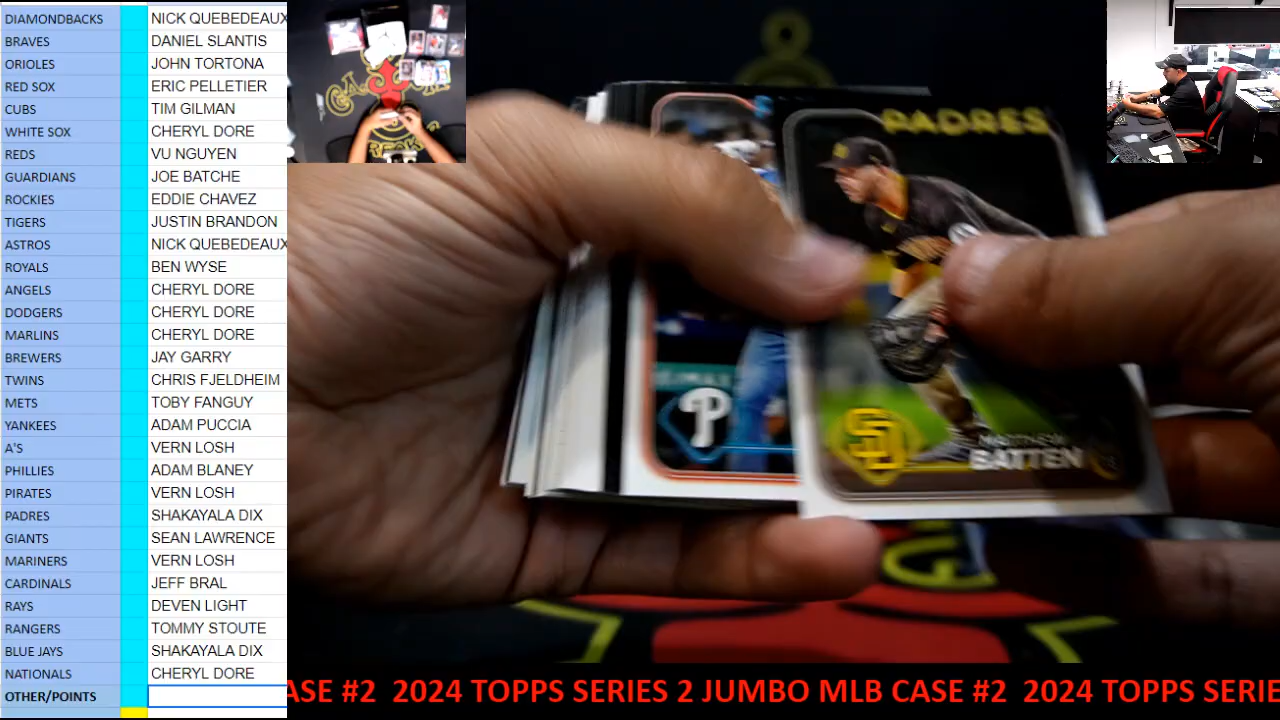 DIAMONDBACKS NICK QUEBEDEAUX
BRAVES DANIEL SLANTIS
ORIOLES JOHN TORTONA
RED SOX ERIC PELLETIER
CUBS TIM GILMAN
WHITE SOX CHERYL DORE
REDS VU NGUYEN
GUARDIANS JOE BATCHE
ROCKIES EDDIE CHAVEZ
TIGERS JUSTIN BRANDON
ASTROS NICK QUEBEDEAUX
ROYALS BEN WYSE
ANGELS CHERYL DORE
DODGERS CHERYL DORE
MARLINS CHERYL DORE
BREWERS JAY GARRY
TWINS CHRIS FJELDHEIM
METS TOBY FANGUY
YANKEES ADAM PUCCIA
A'S VERN LOSH
PHILLIES ADAM BLANEY
PIRATES VERN LOSH
PADRES SHAKAYALA DIX
GIANTS SEAN LAWRENCE
MARINERS VERN LOSH
CARDINALS JEFF BRAL
RAYS DEVEN LIGHT
RANGERS TOMMY STOUTE
BLUE JAYS SHAKAYALA DIX
NATIONALS CHERYL DORE
OTHER/POINTS
PADRES
P
SD
MATTHEW
BATTEN
CASE #2 2024 TOPPS SERIES 2 JUMBO MLB CASE #2 2024 TOPPS SERIE